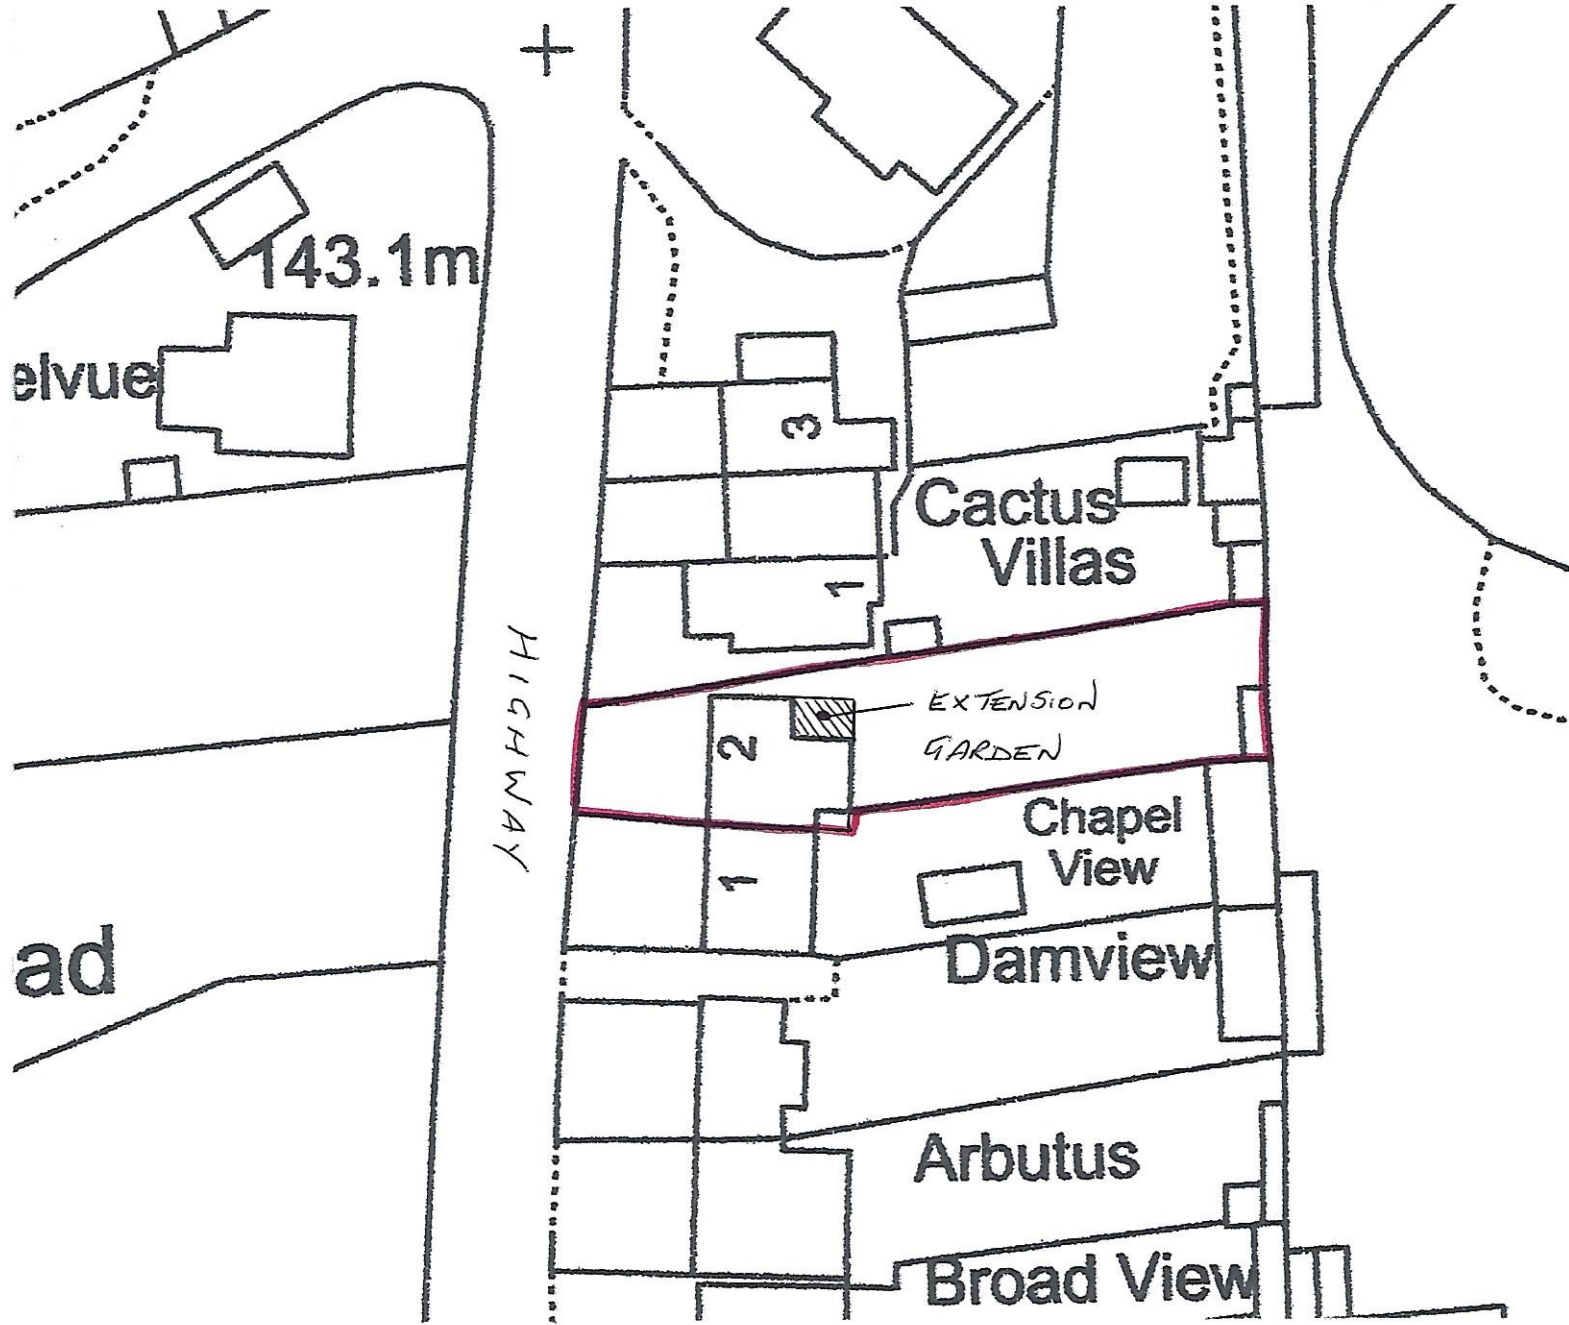 143.1m
elvue
3
Cactus
Villas
1
HIGHWAY
EXTENSION
GARDEN
2
Chapel
View
1
ad
Damview
Arbutus
Broad View